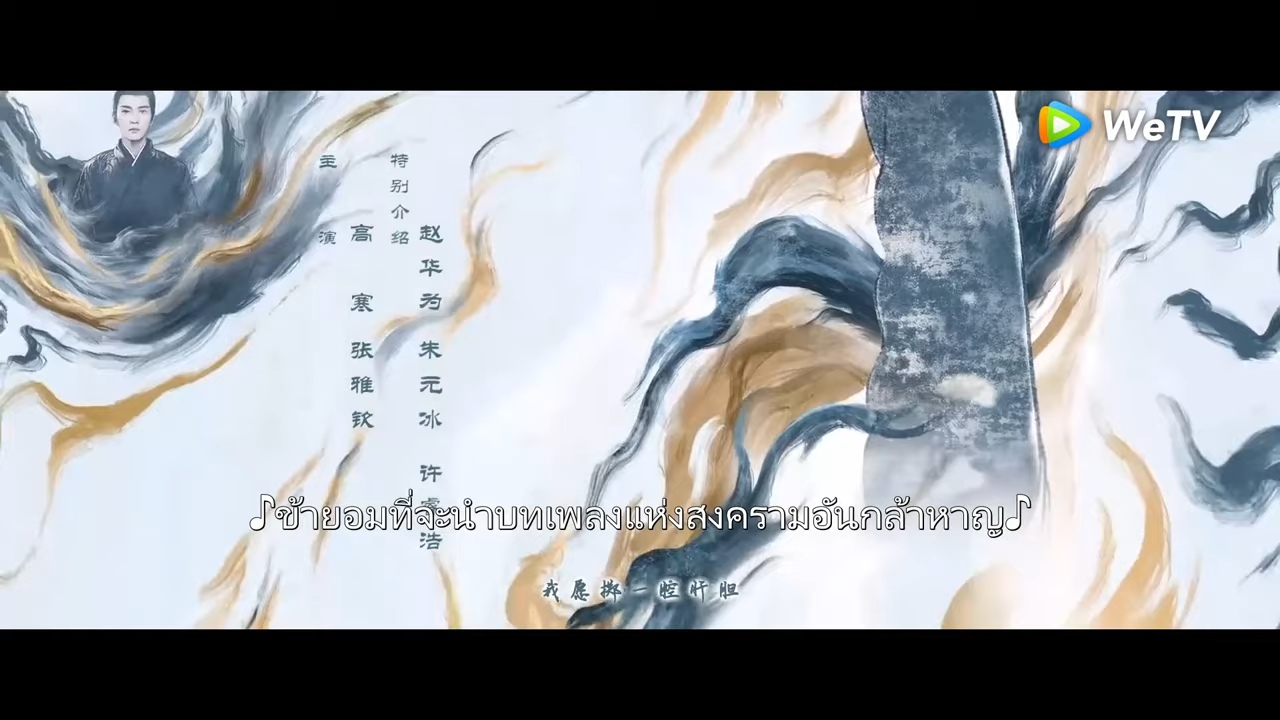 WeTV
特别介绍
赵华为 朱元冰 许睿浩
主演
高寒 张雅钦
♪ข้ายอมที่จะนำบทเพลงแห่งสงครามอันกล้าหาญ♪
我愿掷一腔肝胆